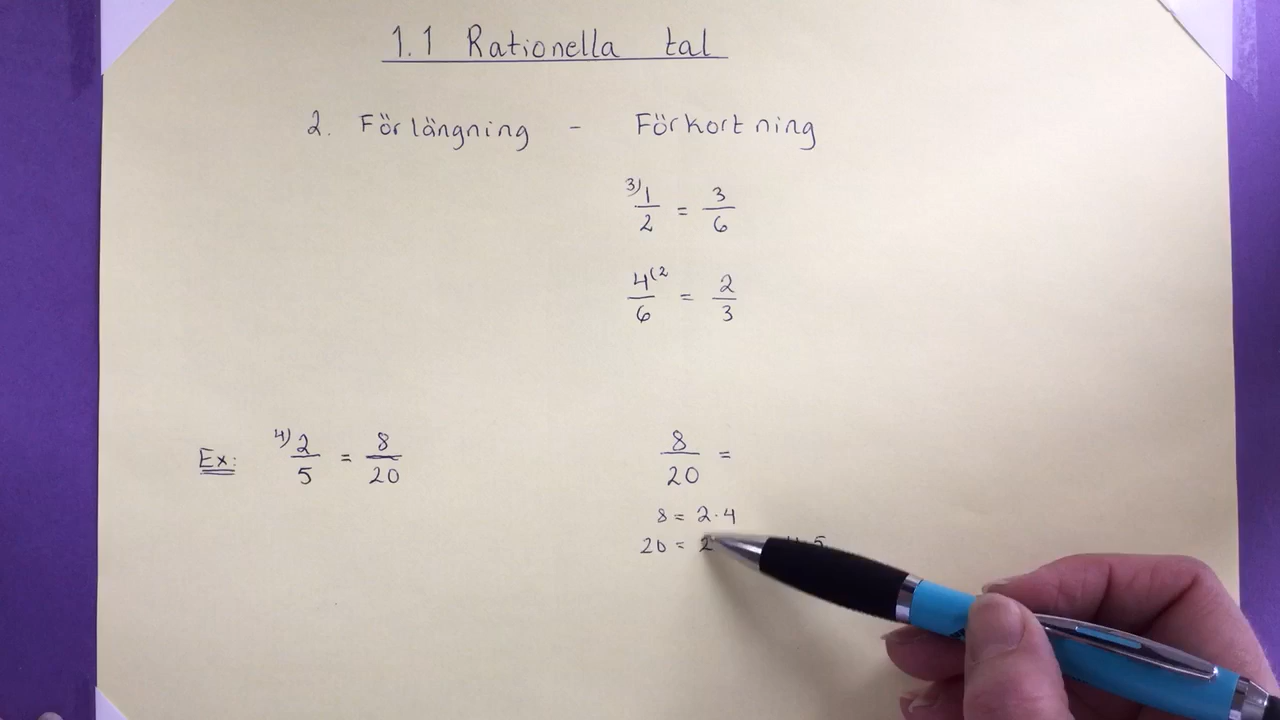 1.1 Rationella tal
2. Förlängning - Förkortning
3) 1/2 = 3/6
4/6 (2 = 2/3
Ex: 4) 2/5 = 8/20
8/20 =
8 = 2·4
20 = 2